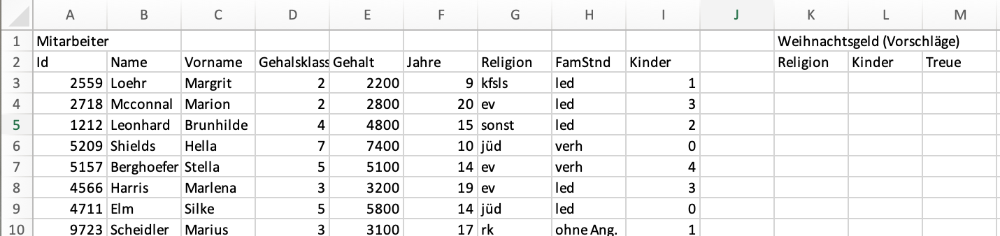 A B C D E F G H I J K L M
1 Mitarbeiter Weihnachtsgeld (Vorschläge)
2 Id Name Vorname Gehalsklass Gehalt Jahre Religion FamStnd Kinder Religion Kinder Treue
3 2559 Loehr Margrit 2 2200 9 kfsls led 1
4 2718 Mcconnal Marion 2 2800 20 ev led 3
5 1212 Leonhard Brunhilde 4 4800 15 sonst led 2
6 5209 Shields Hella 7 7400 10 jüd verh 0
7 5157 Berghoefer Stella 5 5100 14 ev verh 4
8 4566 Harris Marlena 3 3200 19 ev led 3
9 4711 Elm Silke 5 5800 14 jüd led 0
10 9723 Scheidler Marius 3 3100 17 rk ohne Ang. 1